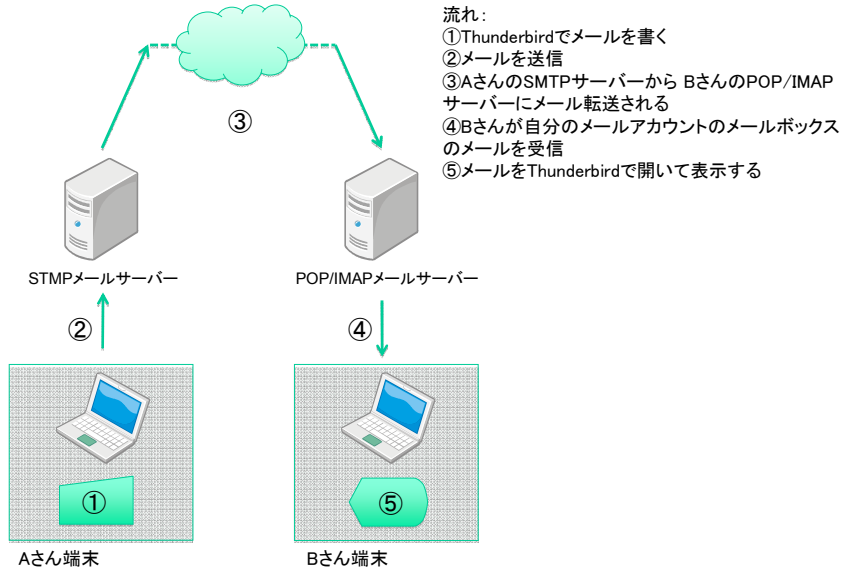 流れ:
①Thunderbirdでメールを書く
②メールを送信
③AさんのSMTPサーバーから BさんのPOP/IMAP
サーバーにメール転送される
④Bさんが自分のメールアカウントのメールボックス
のメールを受信
⑤メールをThunderbirdで開いて表示する
③
STMPメールサーバー
POP/IMAPメールサーバー
②
④
①
⑤
Aさん端末
Bさん端末